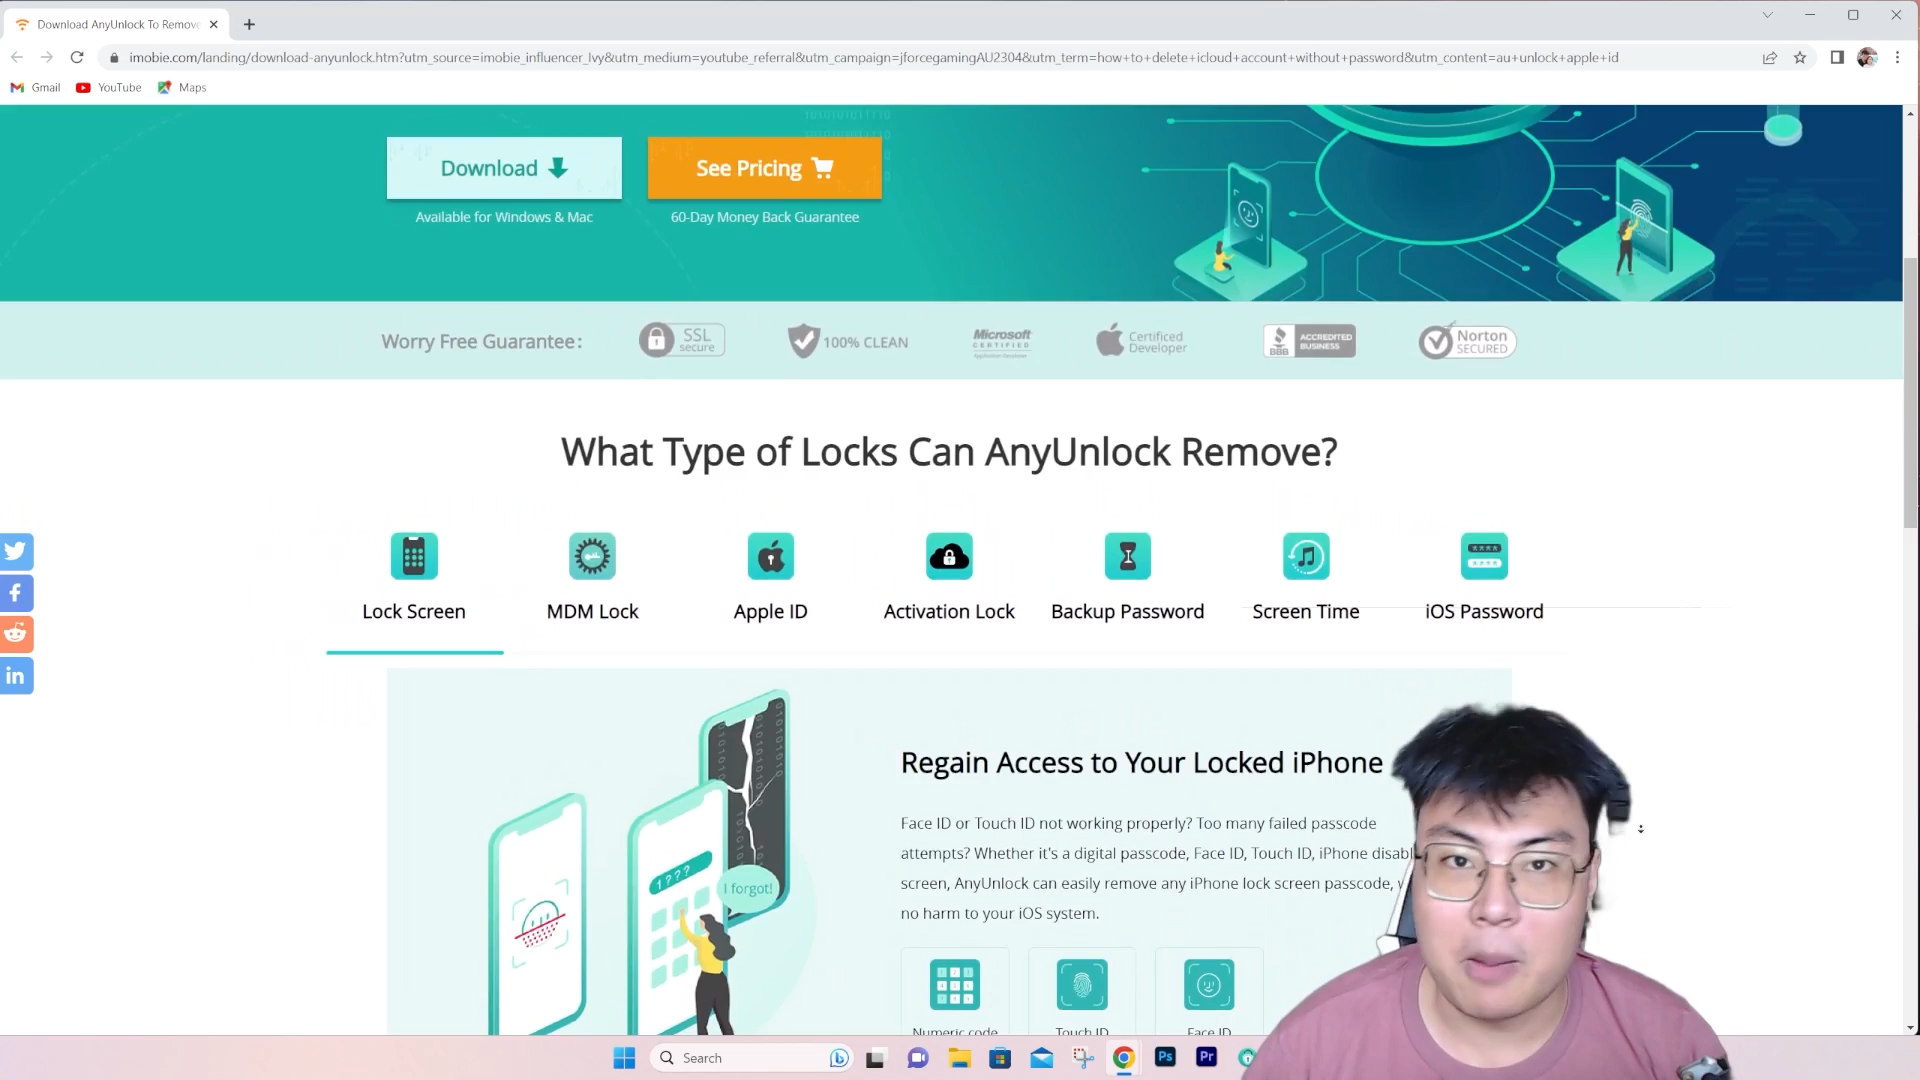 Download AnyUnlock To Remove
imobie.com/landing/download-anyunlock.htm?utm_source=imobie_influencer_Ivy&utm_medium=youtube_referral&utm_campaign=jforcegamingAU2304&utm_term=how+to+delete+icloud+account+without+password&utm_content=au+unlock+apple+id
Gmail YouTube Maps
Download See Pricing
Available for Windows & Mac 60-Day Money Back Guarantee
Worry Free Guarantee: SSL secure 100% CLEAN Microsoft CERTIFIED Certificed Developer BBB ACCREDITED BUSINESS Norton SECURED
What Type of Locks Can AnyUnlock Remove?
Lock Screen MDM Lock Apple ID Activation Lock Backup Password Screen Time iOS Password
Regain Access to Your Locked iPhone
Face ID or Touch ID not working properly? Too many failed passcode
attempts? Whether it's a digital passcode, Face ID, Touch ID, iPhone disabl
screen, AnyUnlock can easily remove any iPhone lock screen passcode,
no harm to your iOS system.
1???
I forgot!
Numeric code Touch ID Face ID
Search
Ps Pr